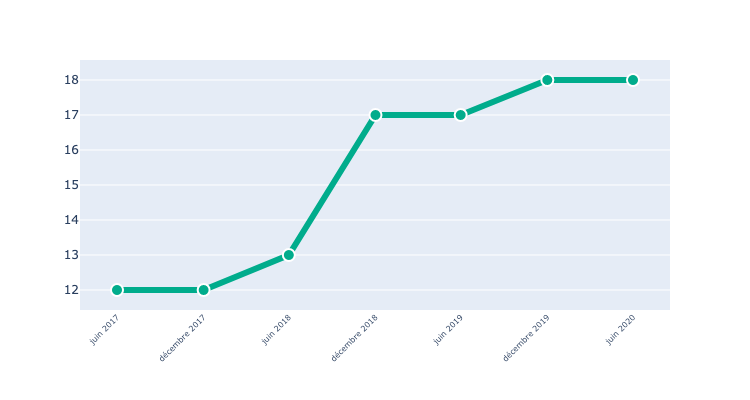 18
17
16
15
14
13
12
juin 2017
décembre 2017
juin 2018
décembre 2018
juin 2019
décembre 2019
juin 2020